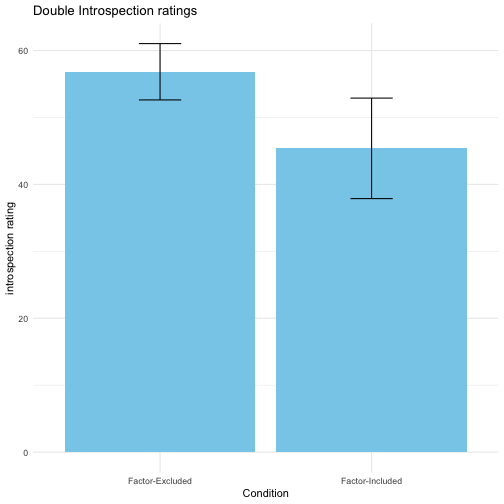 Double Introspection ratings
60
40
20
0
introspection rating
Factor-Excluded
Factor-Included
Condition